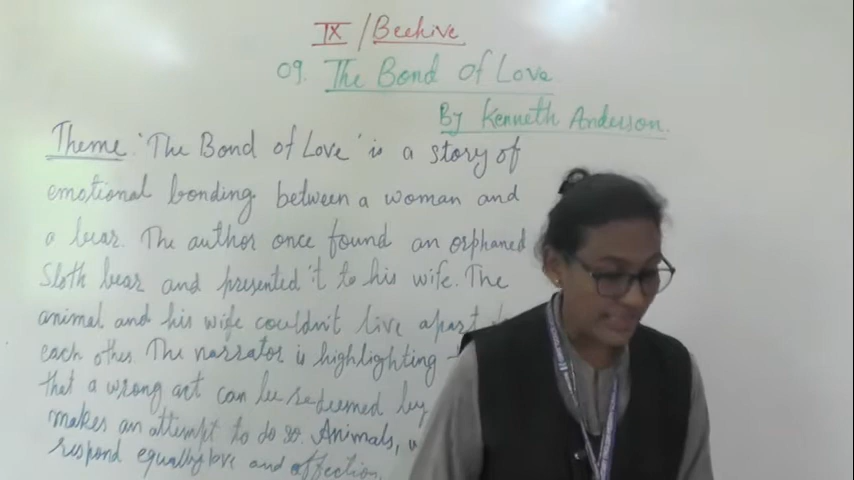 IX / Beehive
09. The Bond of Love
By Kenneth Anderson.
Theme: 'The Bond of Love' is a story of
emotional bonding between a woman and
a bear. The author once found an orphaned
Sloth bear and presented it to his wife. The
animal and his wife couldn't live apart
each other. The narrator is highlighting
that a wrong act can be redeemed by
makes an attempt to do so. Animals,
respond equally love and affection.